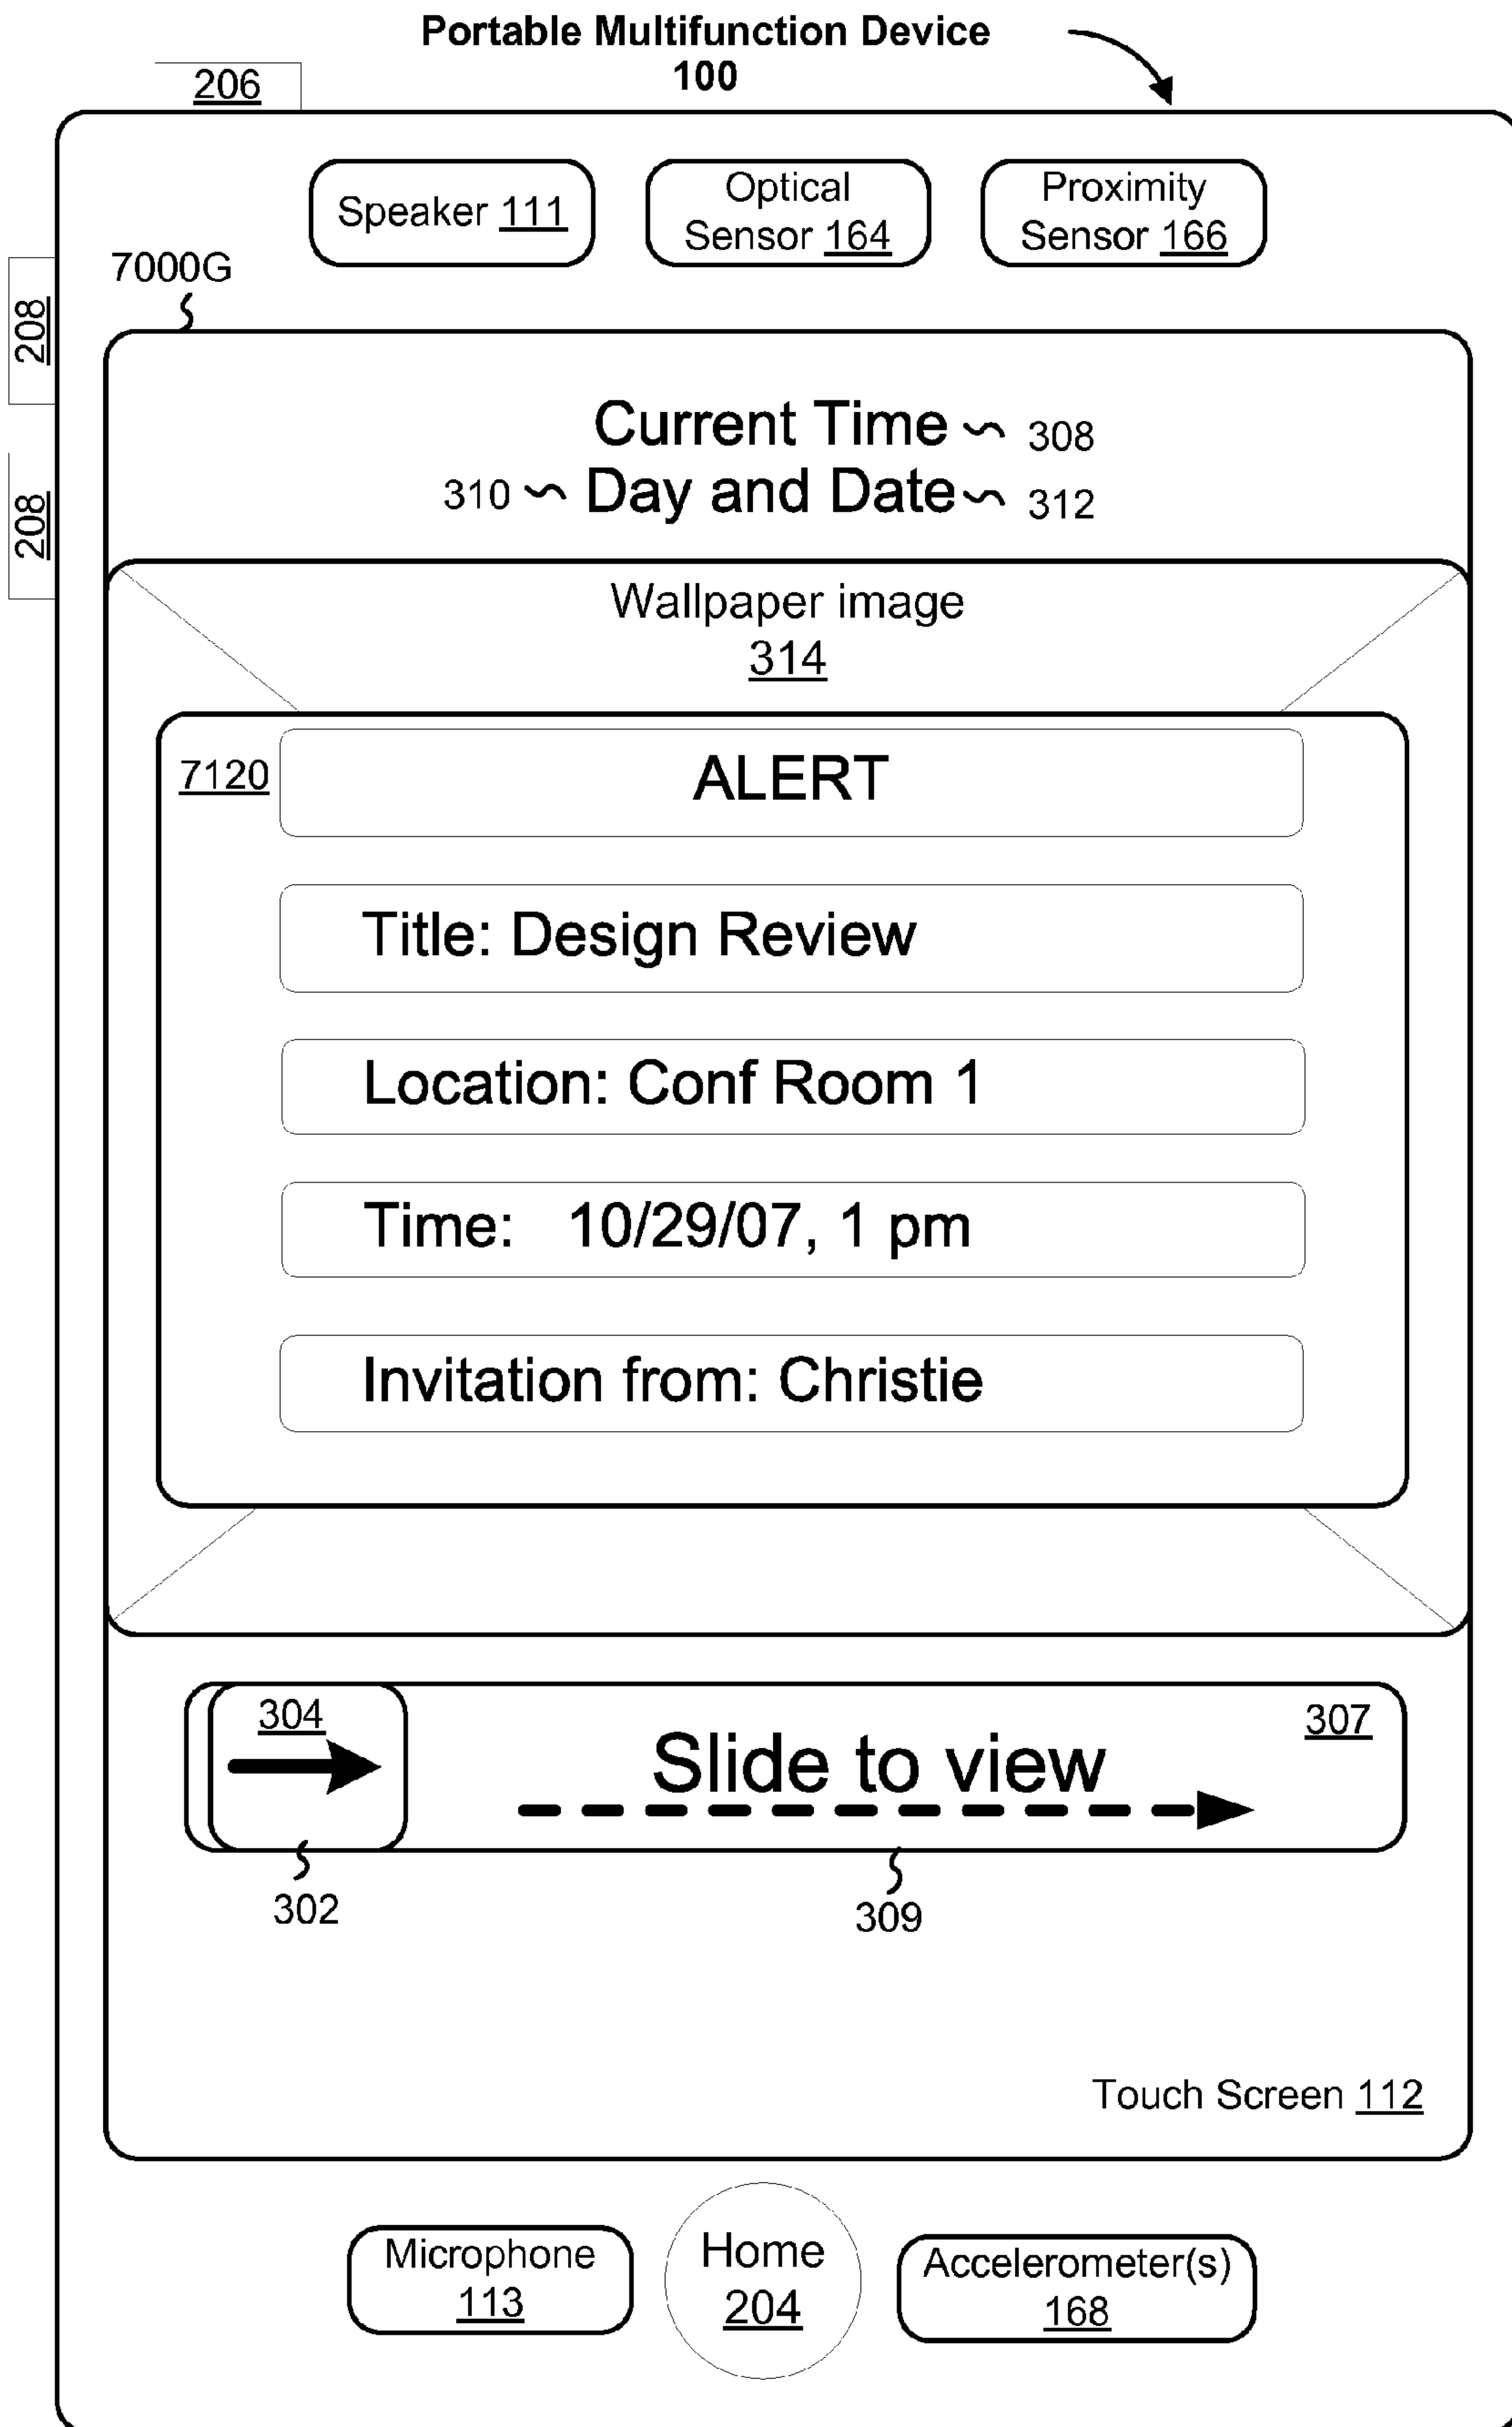 Portable Multifunction Device
100
206
Speaker 111
Optical
Sensor 164
Proximity
Sensor 166
7000G
208
208
Current Time 308
310 Day and Date 312
Wallpaper image
314
7120
ALERT
Title: Design Review
Location: Conf Room 1
Time: 10/29/07, 1 pm
Invitation from: Christie
304
Slide to view
307
302
309
Touch Screen 112
Microphone
113
Home
204
Accelerometer(s)
168